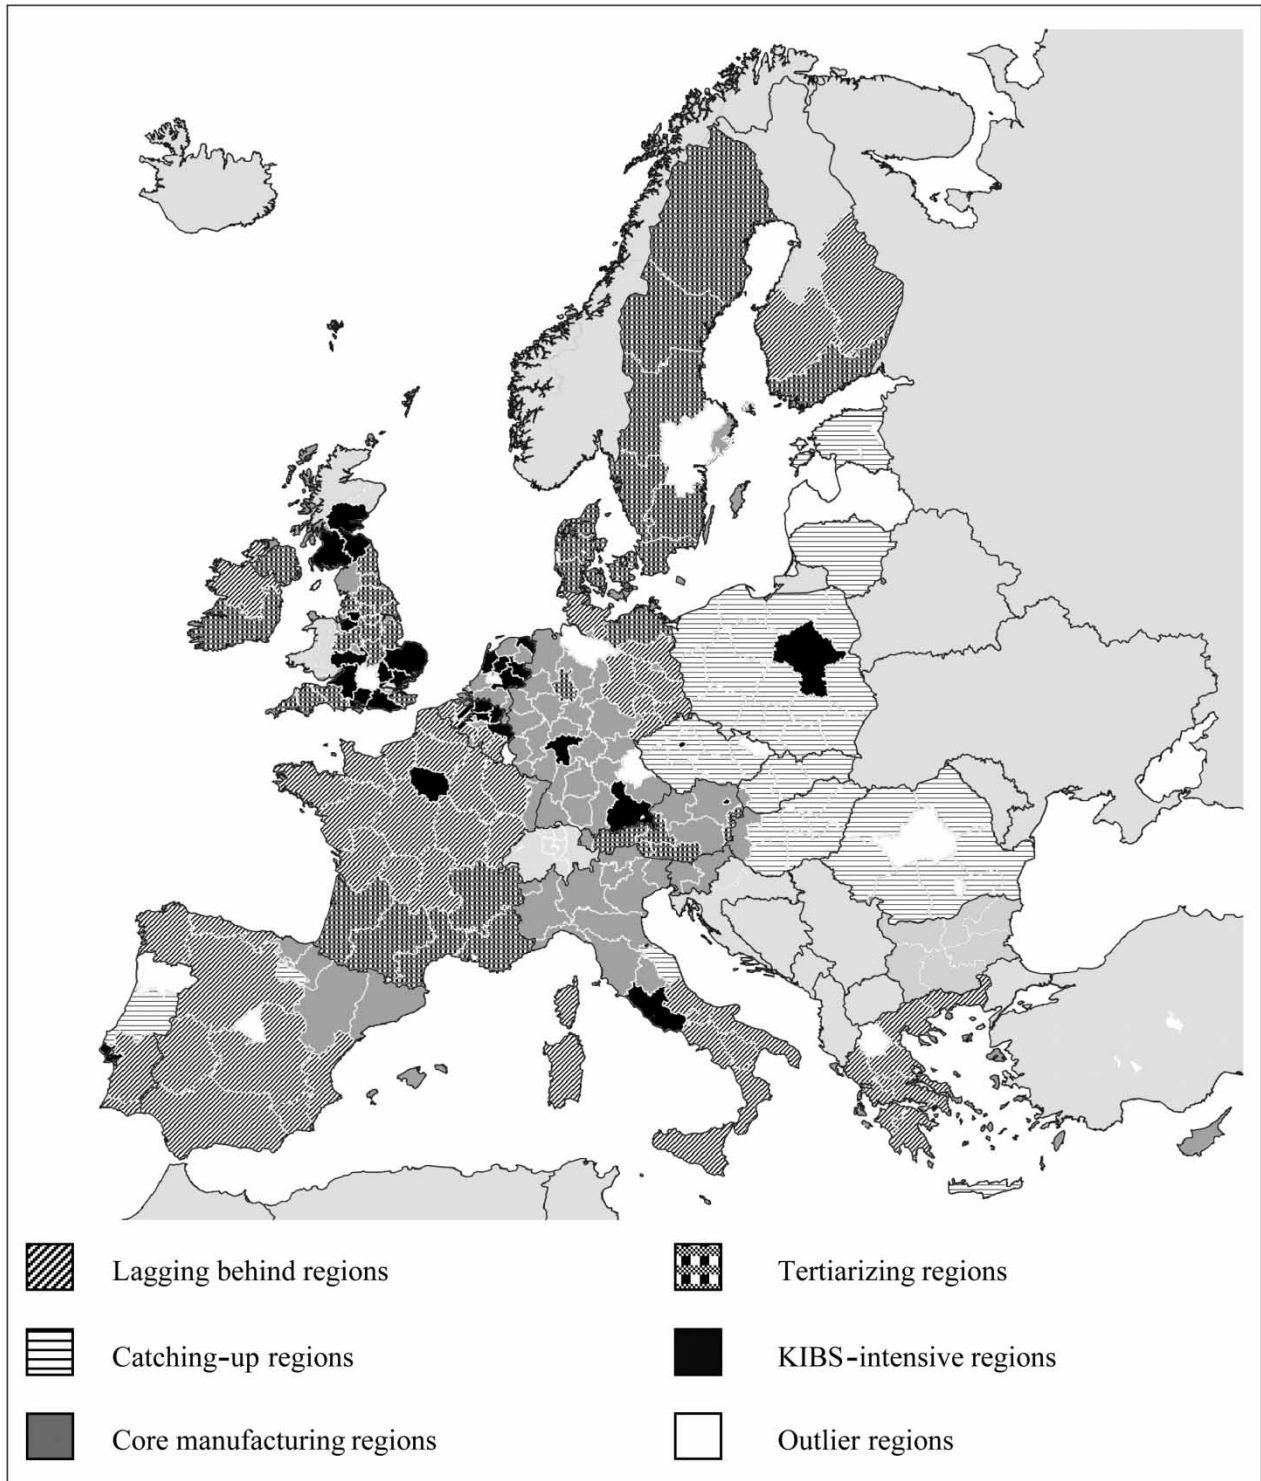 Lagging behind regions
Catching-up regions
Core manufacturing regions
Tertiarizing regions
KIBS-intensive regions
Outlier regions